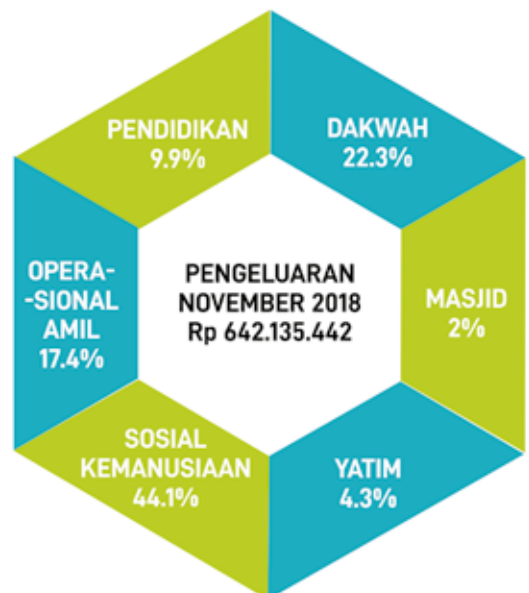 PENDIDIKAN
9.9%
DAKWAH
22.3%
OPERA-
-SIONAL
AMIL
17.4%
PENGELUARAN
NOVEMBER 2018
Rp 642.135.442
MASJID
2%
SOSIAL
KEMANUSIAAN
44.1%
YATIM
4.3%